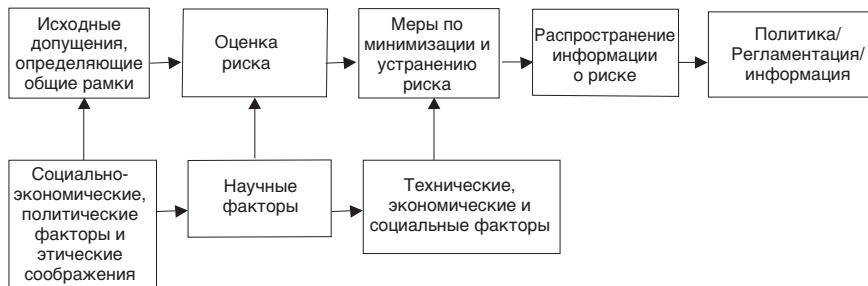 Исходные
допущения,
определяющие
общие рамки
Оценка
риска
Меры по
минимизации и
устранению
риска
Распространение
информации
о риске
Политика/
Регламентация/
информация
Социально-
экономические,
политические
факторы и
этические
соображения
Научные
факторы
Технические,
экономические и
социальные факторы